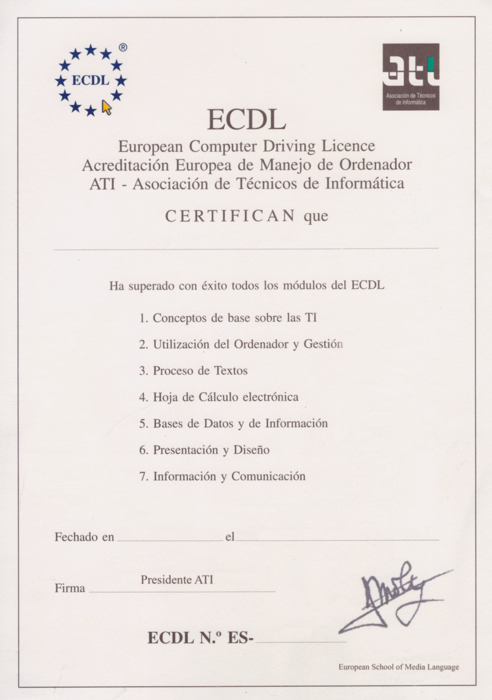 ECDL ®
ati
Asociación de Técnicos
de Informática
ECDL
European Computer Driving Licence
Acreditación Europea de Manejo de Ordenador
ATI - Asociación de Técnicos de Informática
CERTIFICAN que
Ha superado con éxito todos los módulos del ECDL
1. Conceptos de base sobre las TI
2. Utilización del Ordenador y Gestión
3. Proceso de Textos
4. Hoja de Cálculo electrónica
5. Bases de Datos y de Información
6. Presentación y Diseño
7. Información y Comunicación
Fechado en el
Presidente ATI
Firma
ECDL N.º ES-
European School of Media Language